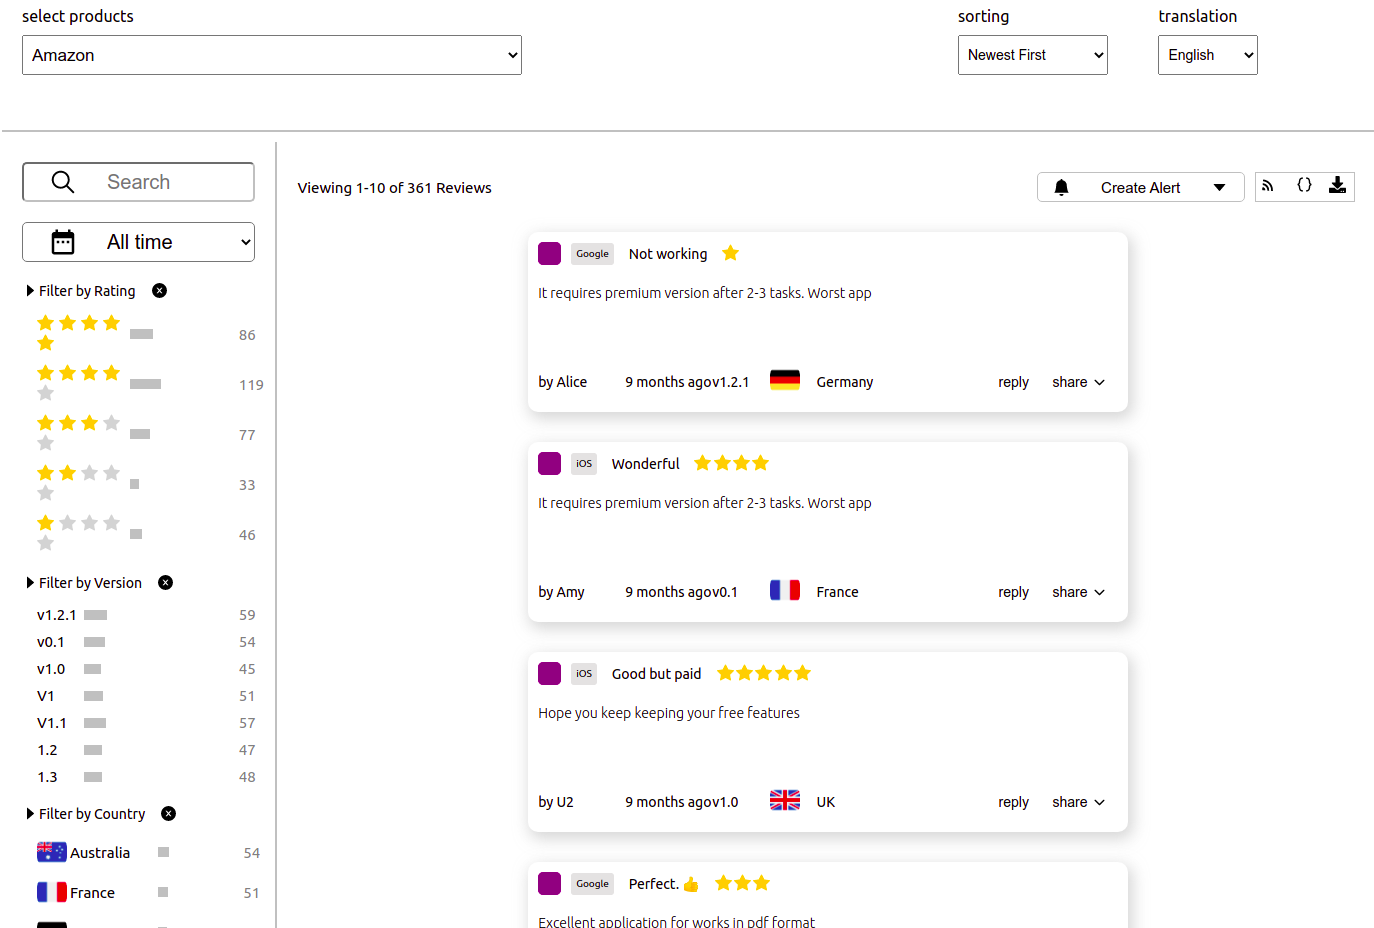 select products
sorting
translation
Amazon
Newest First
English
Search
All time
Filter by Rating
86
119
77
33
46
Filter by Version
v1.2.1 59
v0.1 54
v1.0 45
V1 51
V1.1 57
1.2 47
1.3 48
Filter by Country
Australia 54
France 51
Viewing 1-10 of 361 Reviews
Create Alert
Google Not working
It requires premium version after 2-3 tasks. Worst app
by Alice 9 months agov1.2.1 Germany reply share
iOS Wonderful
It requires premium version after 2-3 tasks. Worst app
by Amy 9 months agov0.1 France reply share
iOS Good but paid
Hope you keep keeping your free features
by U2 9 months agov1.0 UK reply share
Google Perfect. 👍
Excellent application for works in pdf format